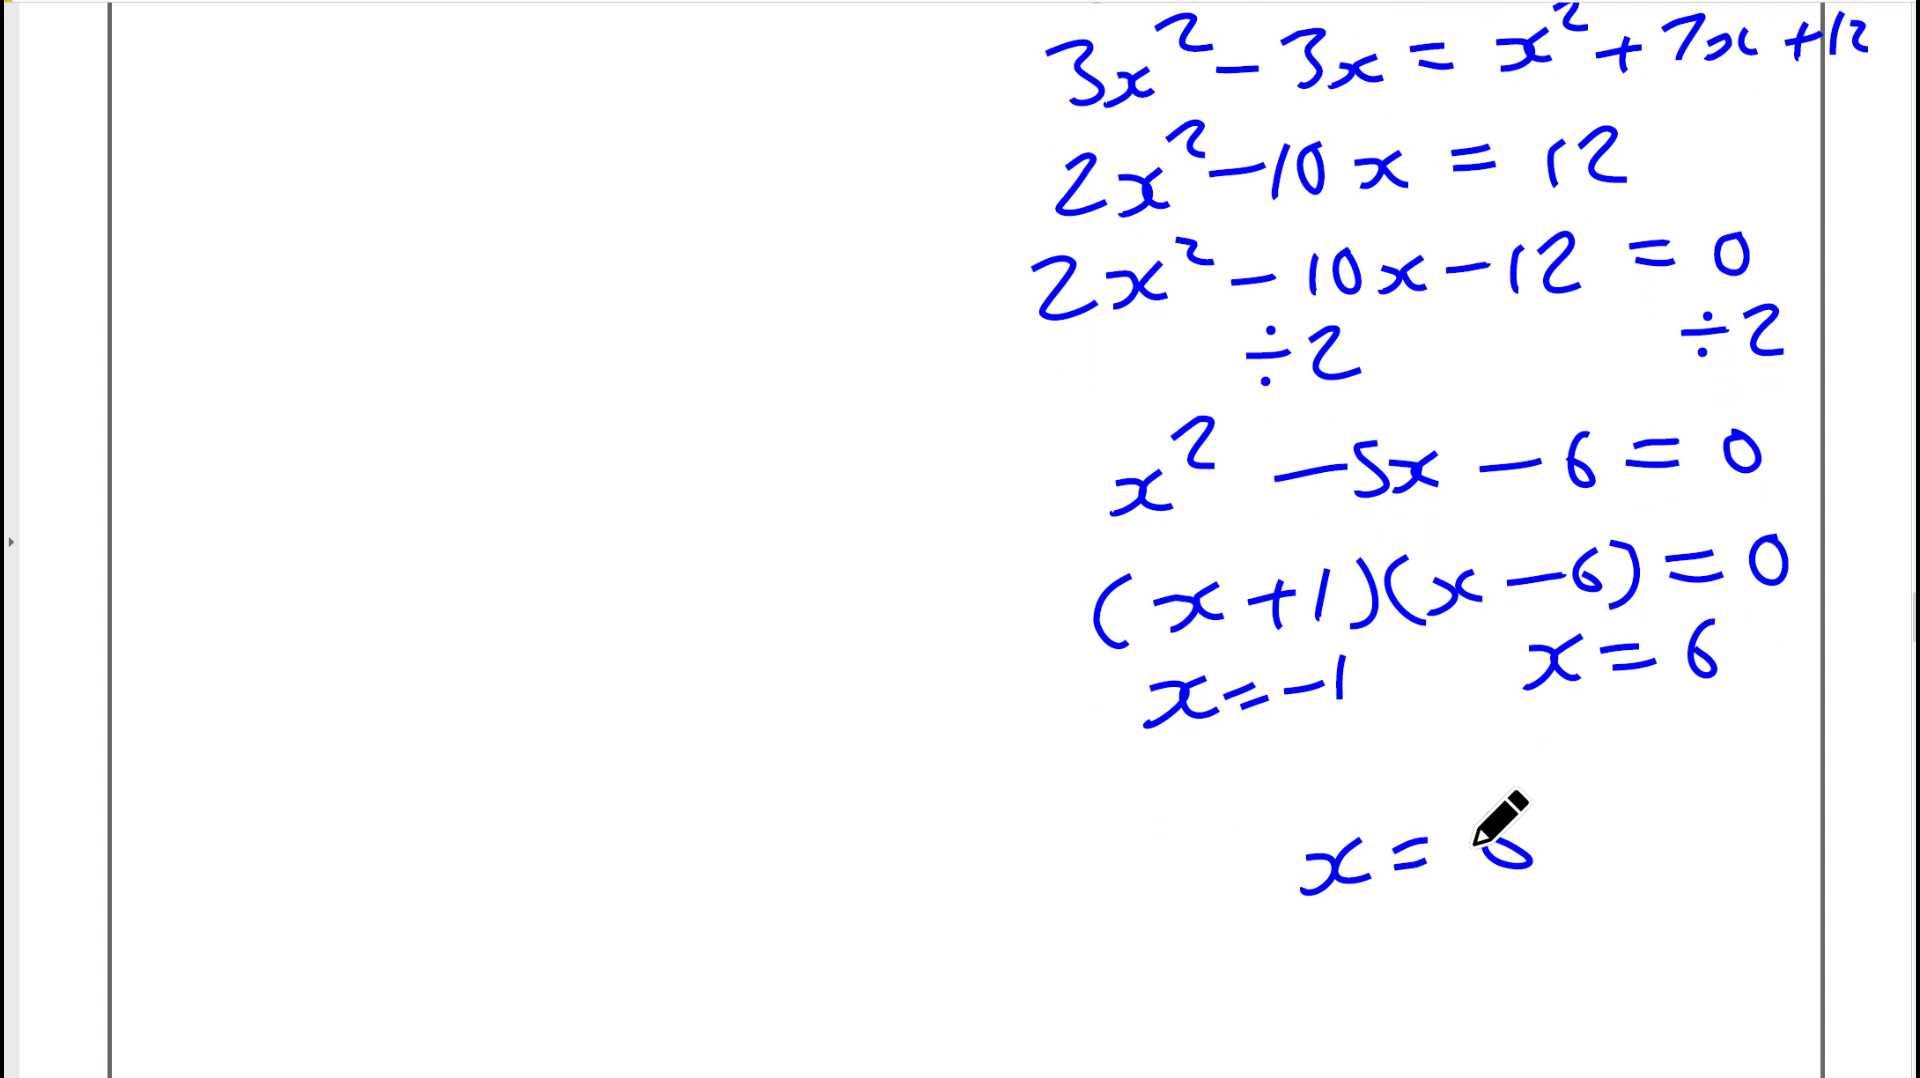 3x² - 3x = x² + 7x + 12
2x² - 10x = 12
2x² - 10x - 12 = 0
÷2 ÷2
x² - 5x - 6 = 0
(x + 1)(x - 6) = 0
x = -1 x = 6
x =